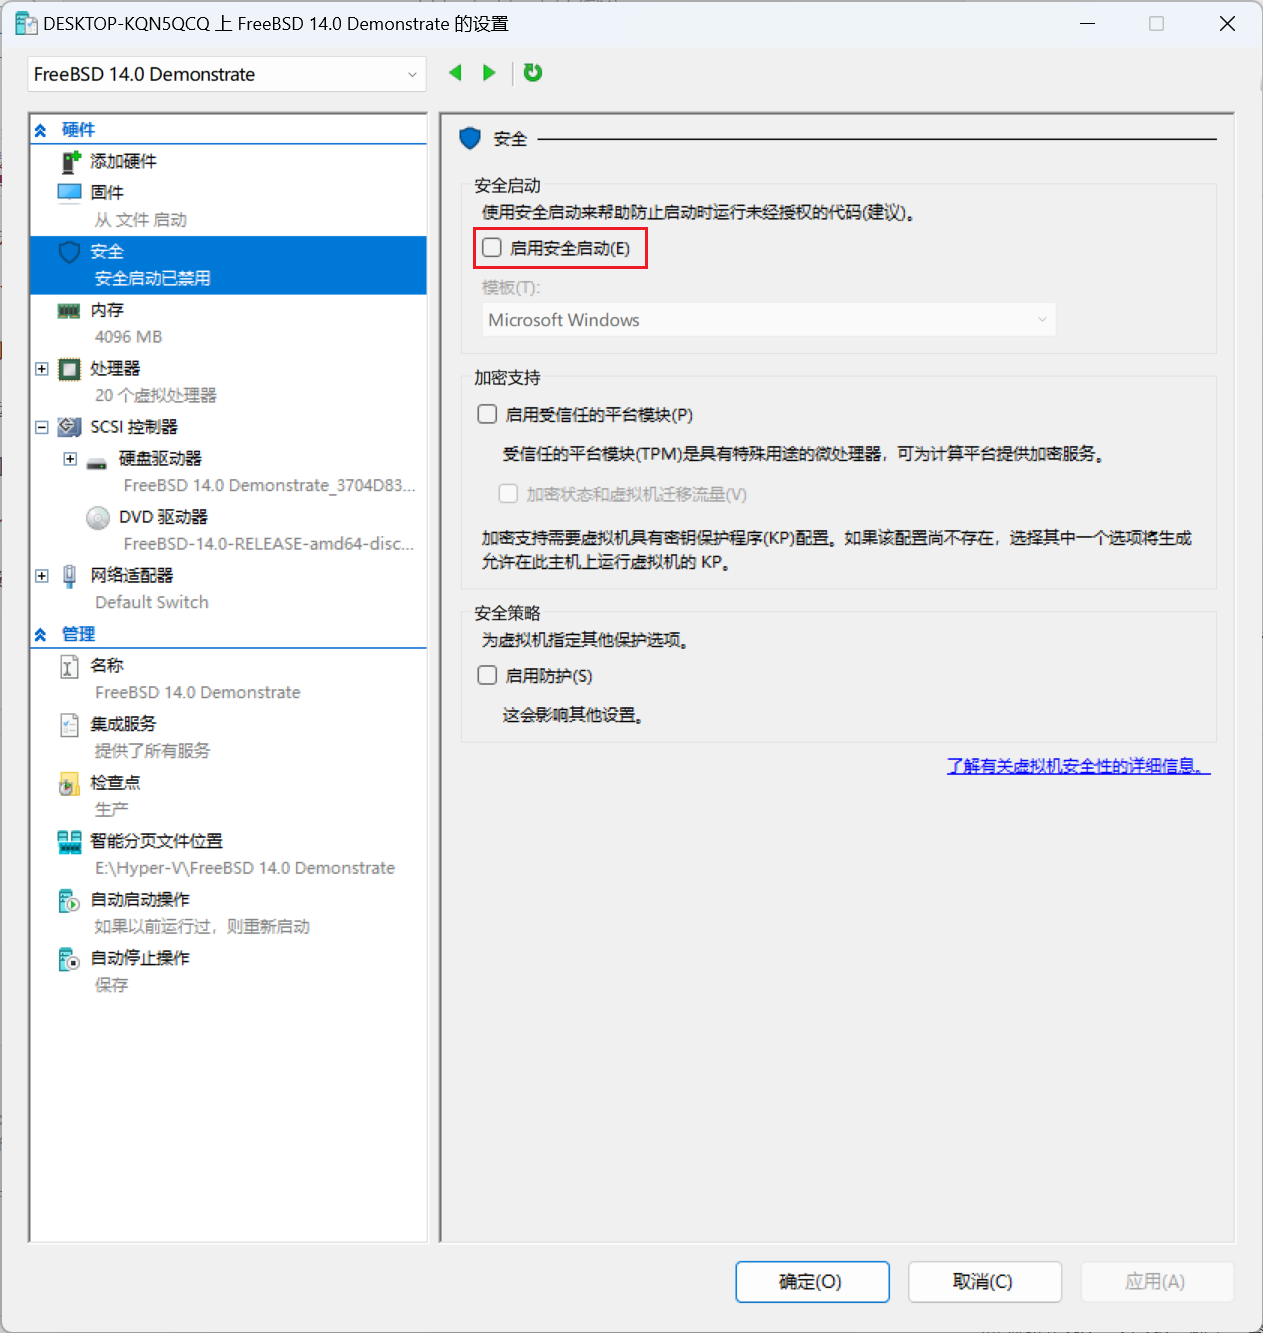 DESKTOP-KQN5QCQ 上 FreeBSD 14.0 Demonstrate 的设置
FreeBSD 14.0 Demonstrate
硬件
添加硬件
固件
从 文件 启动
安全
安全启动已禁用
内存
4096 MB
处理器
20 个虚拟处理器
SCSI 控制器
硬盘驱动器
FreeBSD 14.0 Demonstrate_3704D83...
DVD 驱动器
FreeBSD-14.0-RELEASE-amd64-disc...
网络适配器
Default Switch
管理
名称
FreeBSD 14.0 Demonstrate
集成服务
提供了所有服务
检查点
生产
智能分页文件位置
E:\Hyper-V\FreeBSD 14.0 Demonstrate
自动启动操作
如果以前运行过，则重新启动
自动停止操作
保存
安全
安全启动
使用安全启动来帮助防止启动时运行未经授权的代码(建议)。
启用安全启动(E)
模板(T):
Microsoft Windows
加密支持
启用受信任的平台模块(P)
受信任的平台模块(TPM)是具有特殊用途的微处理器，可为计算平台提供加密服务。
加密状态和虚拟机迁移流量(V)
加密支持需要虚拟机具有密钥保护程序(KP)配置。如果该配置尚不存在，选择其中一个选项将生成
允许在此主机上运行虚拟机的 KP。
安全策略
为虚拟机指定其他保护选项。
启用防护(S)
这会影响其他设置。
了解有关虚拟机安全性的详细信息。
确定(O)
取消(C)
应用(A)